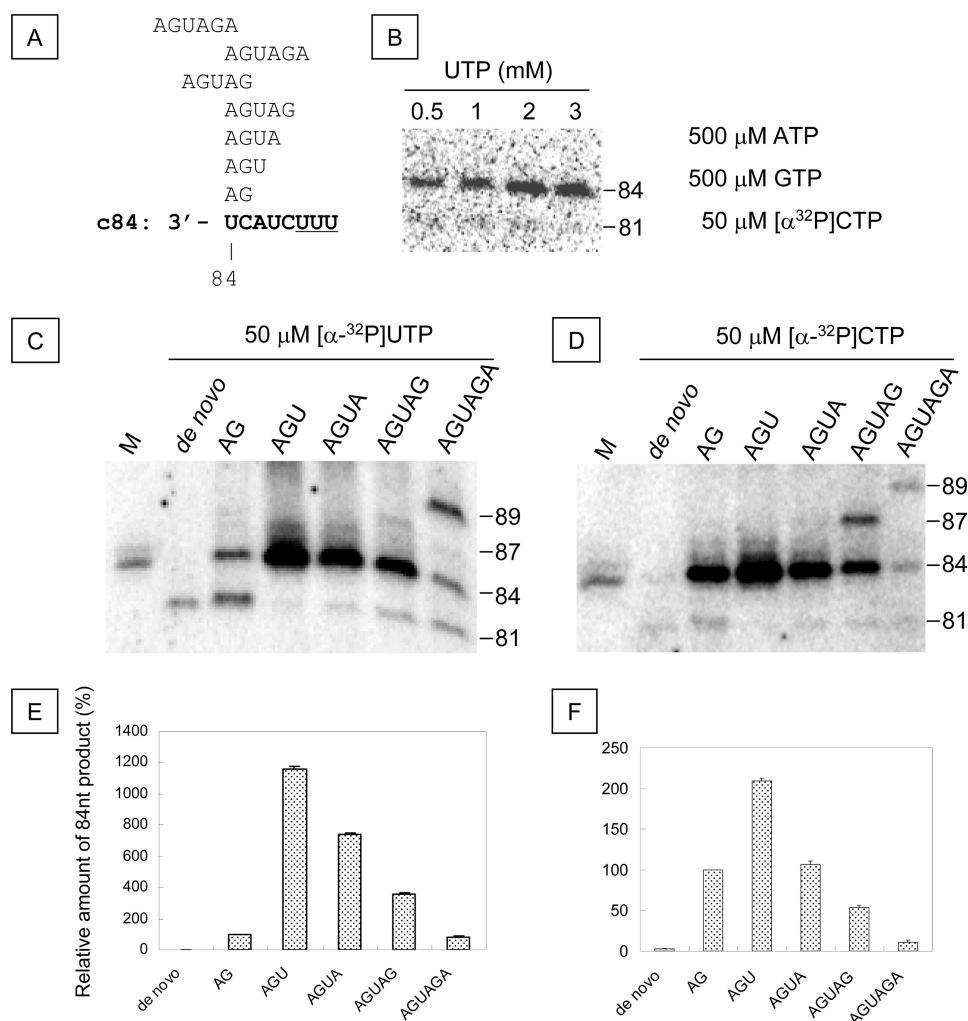 A
AGUAGA
AGUAGA
AGUAG
AGUAG
AGUA
AGU
AG
c84: 3’- UCAUCUUU
84
B
UTP (mM)
0.5 1 2 3
84
81
500 μM ATP
500 μM GTP
50 μM [α³²P]CTP
C
50 μM [α-³²P]UTP
M de novo AG AGU AGUA AGUAG AGUAGA
89
87
84
81
D
50 μM [α-³²P]CTP
M de novo AG AGU AGUA AGUAG AGUAGA
89
87
84
81
E
Relative amount of 84nt product (%)
1400
1200
1000
800
600
400
200
0
de novo AG AGU AGUA AGUAG AGUAGA
F
250
200
150
100
50
0
de novo AG AGU AGUA AGUAG AGUAGA